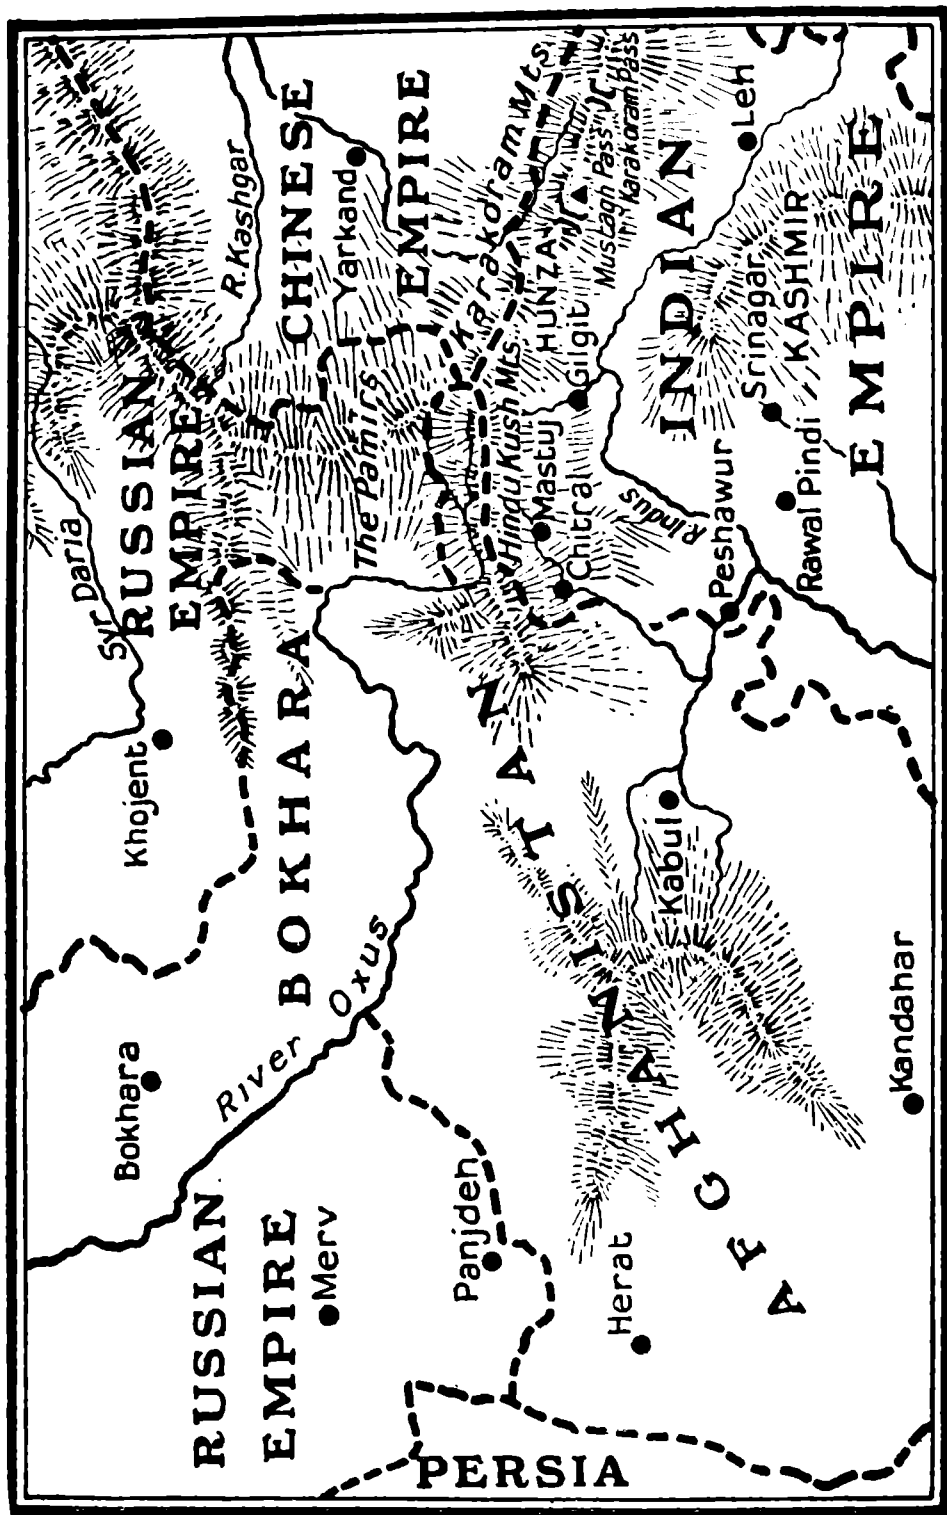 RUSSIAN
EMPIRE
Merv
PERSIA
Bokhara
River Oxus
Panjdeh
Herat
AFGHANISTAN
Kandahar
Kabul
BOKHARA
Khojent
Syr Daria
RUSSIAN
EMPIRE
R. Kashgar
CHINESE
EMPIRE
Yarkand
The Pamirs
Karakoram Mts.
Hindu Kush Mts.
HUNZA
Mustagh Pass
Karakoram Pass
Mastuj
Gilgit
Chitral
R. Indus
Peshawur
Rawal Pindi
Srinagar
KASHMIR
Leh
INDIAN
EMPIRE